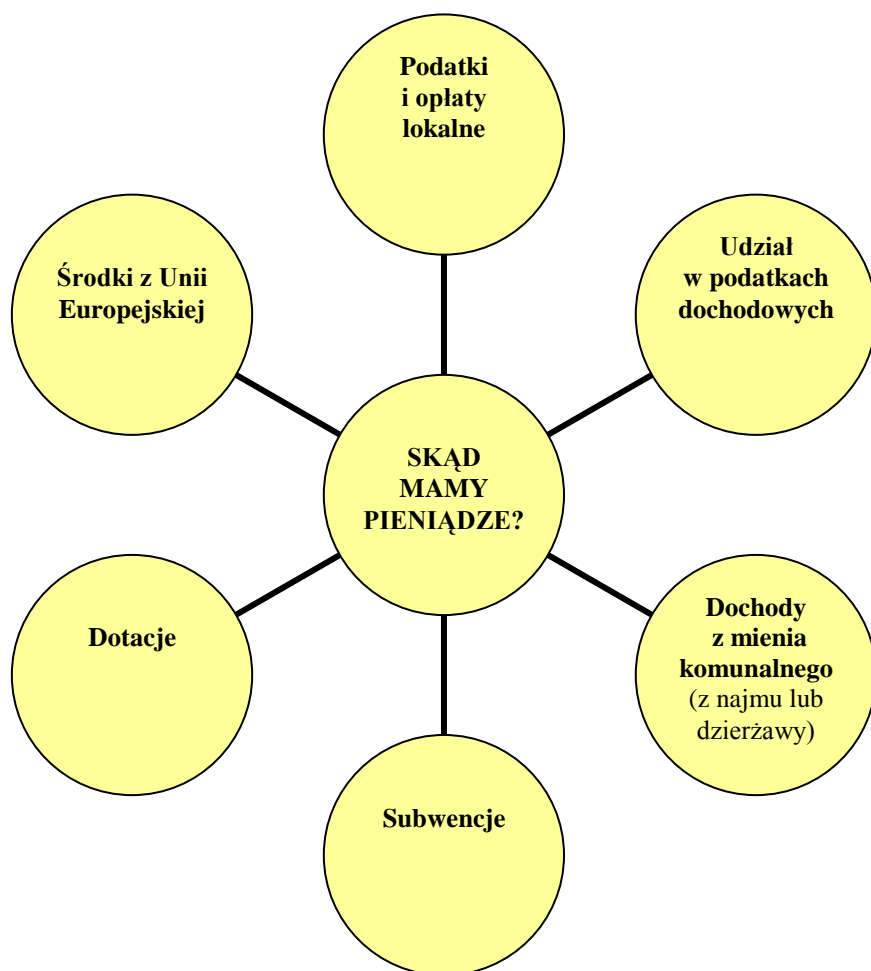 Podatki
i opłaty
lokalne
Środki z Unii
Europejskiej
Udział
w podatkach
dochodowych
SKĄD
MAMY
PIENIĄDZE?
Dotacje
Dochody
z mienia
komunalnego
(z najmu lub
dzierżawy)
Subwencje